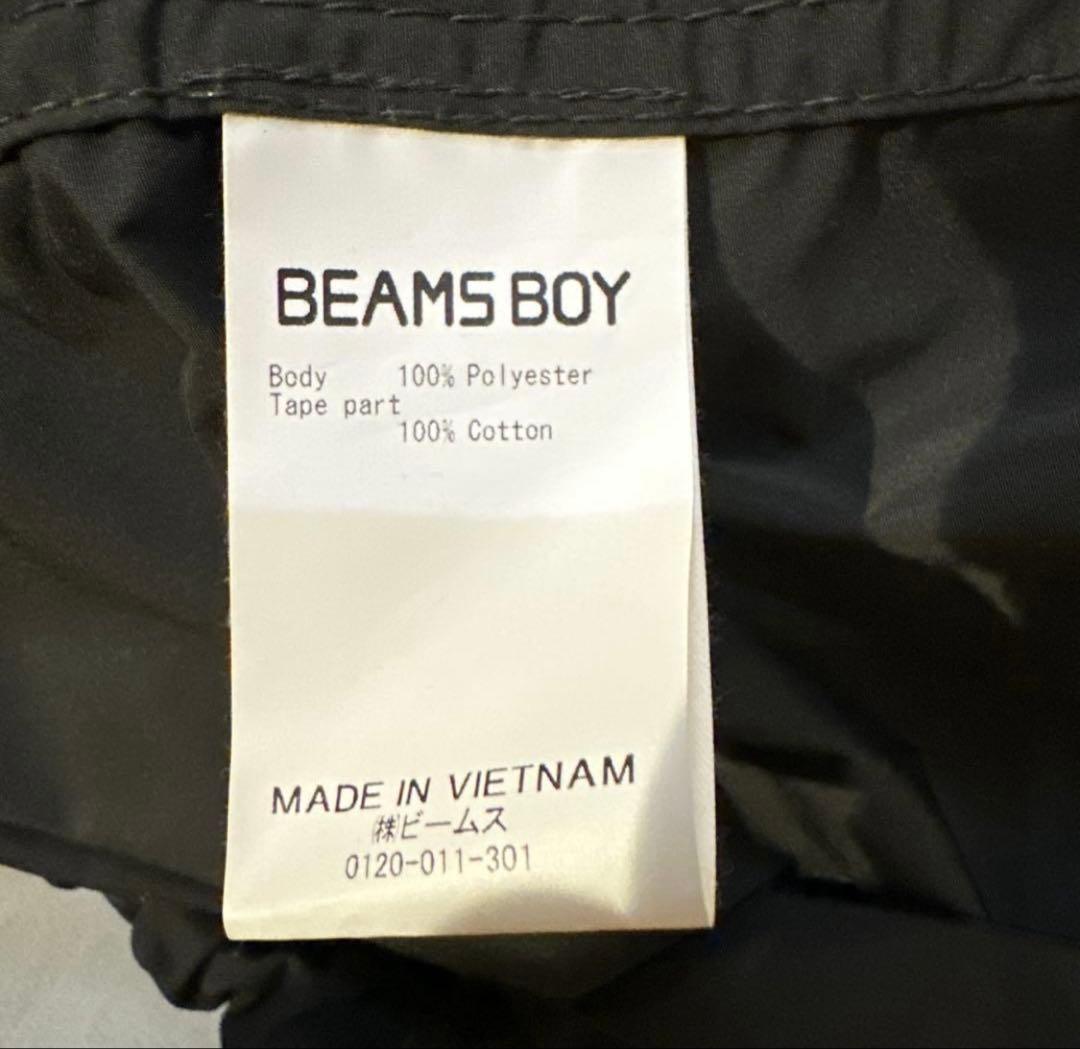 BEAMS BOY
Body 100% Polyester
Tape part
100% Cotton
MADE IN VIETNAM
㈱ビームス
0120-011-301